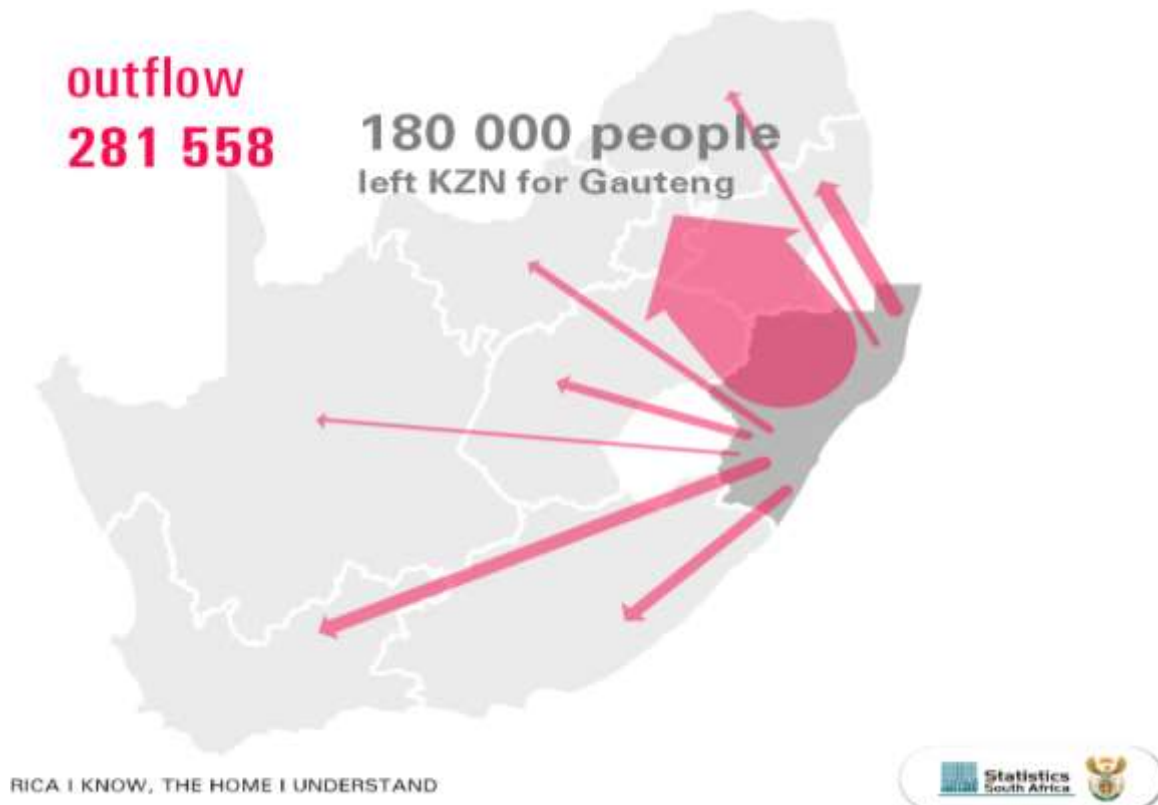 outflow
281 558
180 000 people
left KZN for Gauteng
RICA I KNOW, THE HOME I UNDERSTAND
Statistics
South Africa